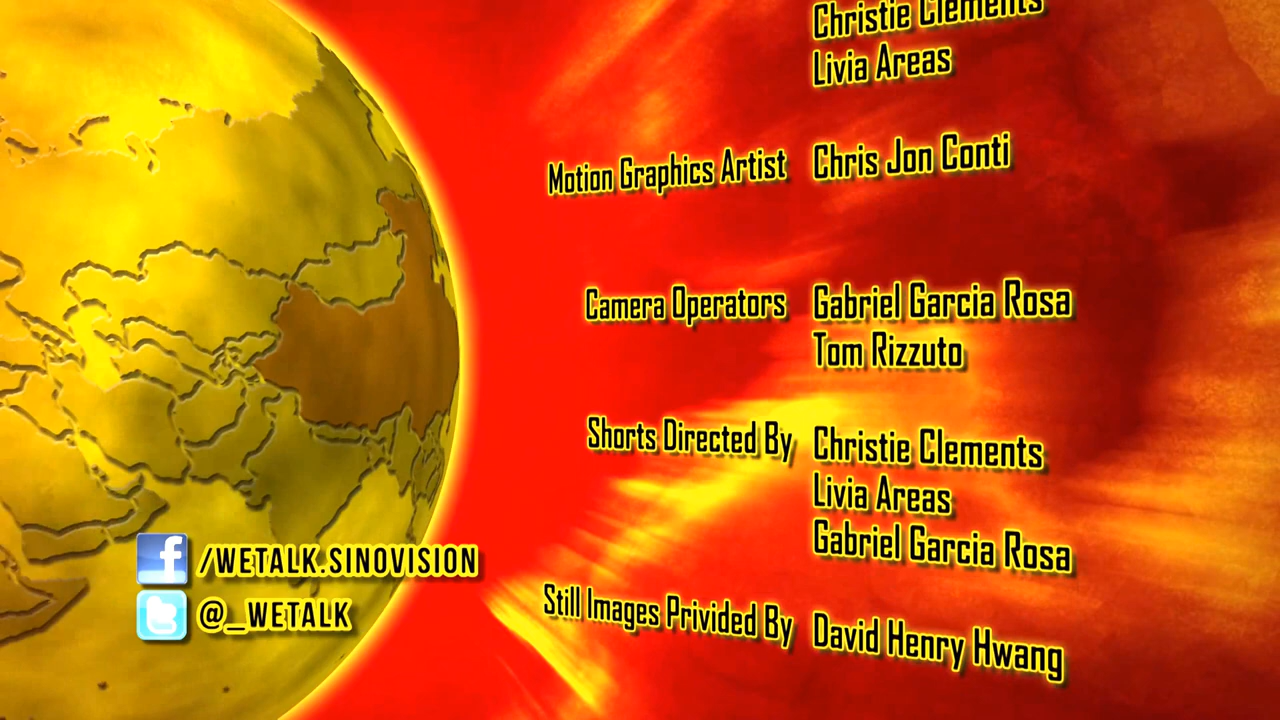 Christie Clements
Livia Areas
Motion Graphics Artist Chris Jon Conti
Camera Operators Gabriel Garcia Rosa
Tom Rizzuto
Shorts Directed By Christie Clements
Livia Areas
Gabriel Garcia Rosa
Still Images Privided By David Henry Hwang
f /WETALK.SINOVISION
t @_WETALK